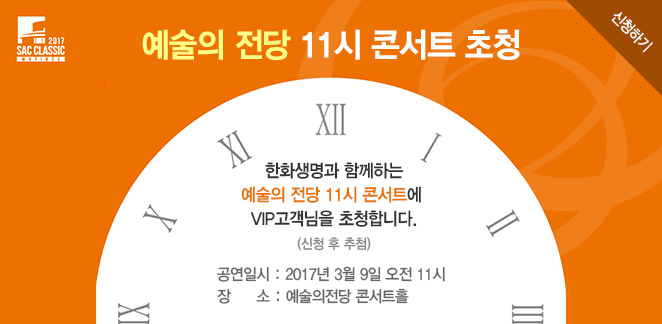 2017
SAC CLASSIC
MATINEE
예술의 전당 11시 콘서트 초청
신청하기
XII
XI
I
X
II
IX
III
한화생명과 함께하는
예술의 전당 11시 콘서트에
VIP고객님을 초청합니다.
(신청 후 추첨)
공연일시 : 2017년 3월 9일 오전 11시
장 소 : 예술의전당 콘서트홀